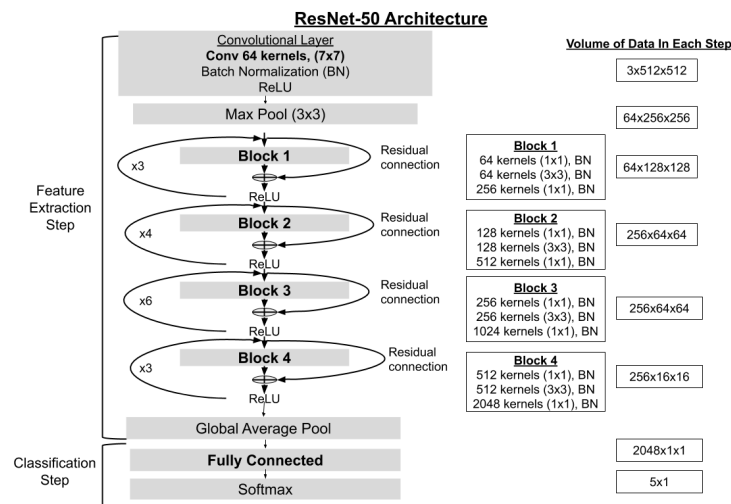 ResNet-50 Architecture
Convolutional Layer
Conv 64 kernels, (7x7)
Batch Normalization (BN)
ReLU
Max Pool (3x3)
Block 1
Residual
connection
x3
ReLU
Block 2
Residual
connection
x4
ReLU
Block 3
Residual
connection
x6
ReLU
Block 4
Residual
connection
x3
ReLU
Global Average Pool
Fully Connected
Softmax
Feature
Extraction
Step
Classification
Step
Block 1
64 kernels (1x1), BN
64 kernels (3x3), BN
256 kernels (1x1), BN
Block 2
128 kernels (1x1), BN
128 kernels (3x3), BN
512 kernels (1x1), BN
Block 3
256 kernels (1x1), BN
256 kernels (3x3), BN
1024 kernels (1x1), BN
Block 4
512 kernels (1x1), BN
512 kernels (3x3), BN
2048 kernels (1x1), BN
Volume of Data In Each Step
3x512x512
64x256x256
64x128x128
256x64x64
256x64x64
256x16x16
2048x1x1
5x1